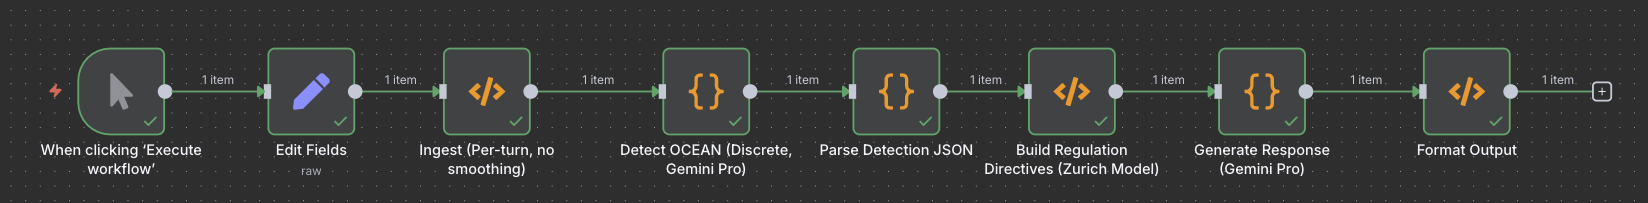 1 item
1 item
1 item
1 item
1 item
1 item
1 item
1 item
When clicking ‘Execute
workflow’
Edit Fields
raw
Ingest (Per-turn, no
smoothing)
Detect OCEAN (Discrete,
Gemini Pro)
Parse Detection JSON
Build Regulation
Directives (Zurich Model)
Generate Response
(Gemini Pro)
Format Output